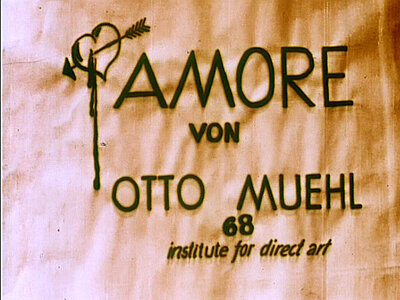 AMORE
VON
OTTO MUEHL
68
institute for direct art